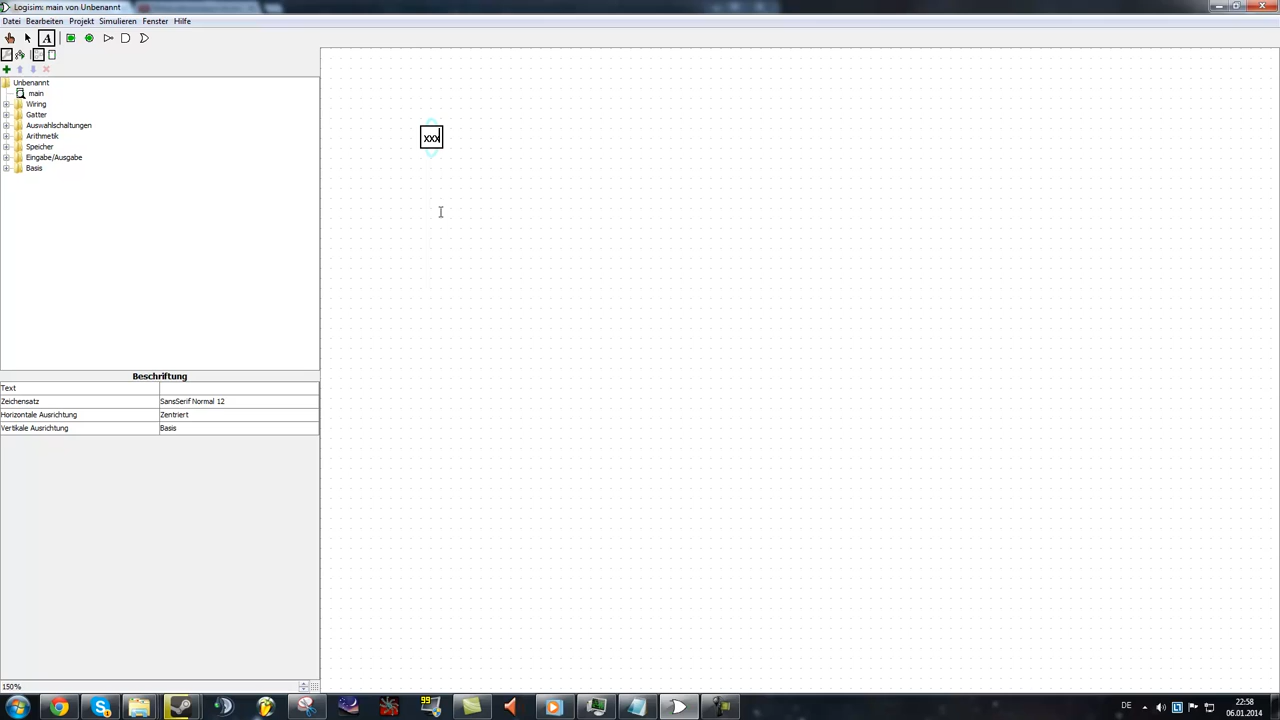 Logisim: main von Unbenannt
Datei Bearbeiten Projekt Simulieren Fenster Hilfe
A
Unbenannt
main
Wiring
Gatter
Auswahlschaltungen
Arithmetik
Speicher
Eingabe/Ausgabe
Basis
xxx
Beschriftung
Text
Zeichensatz SansSerif Normal 12
Horizontale Ausrichtung Zentriert
Vertikale Ausrichtung Basis
150%
99
DE 22:58
06.01.2014